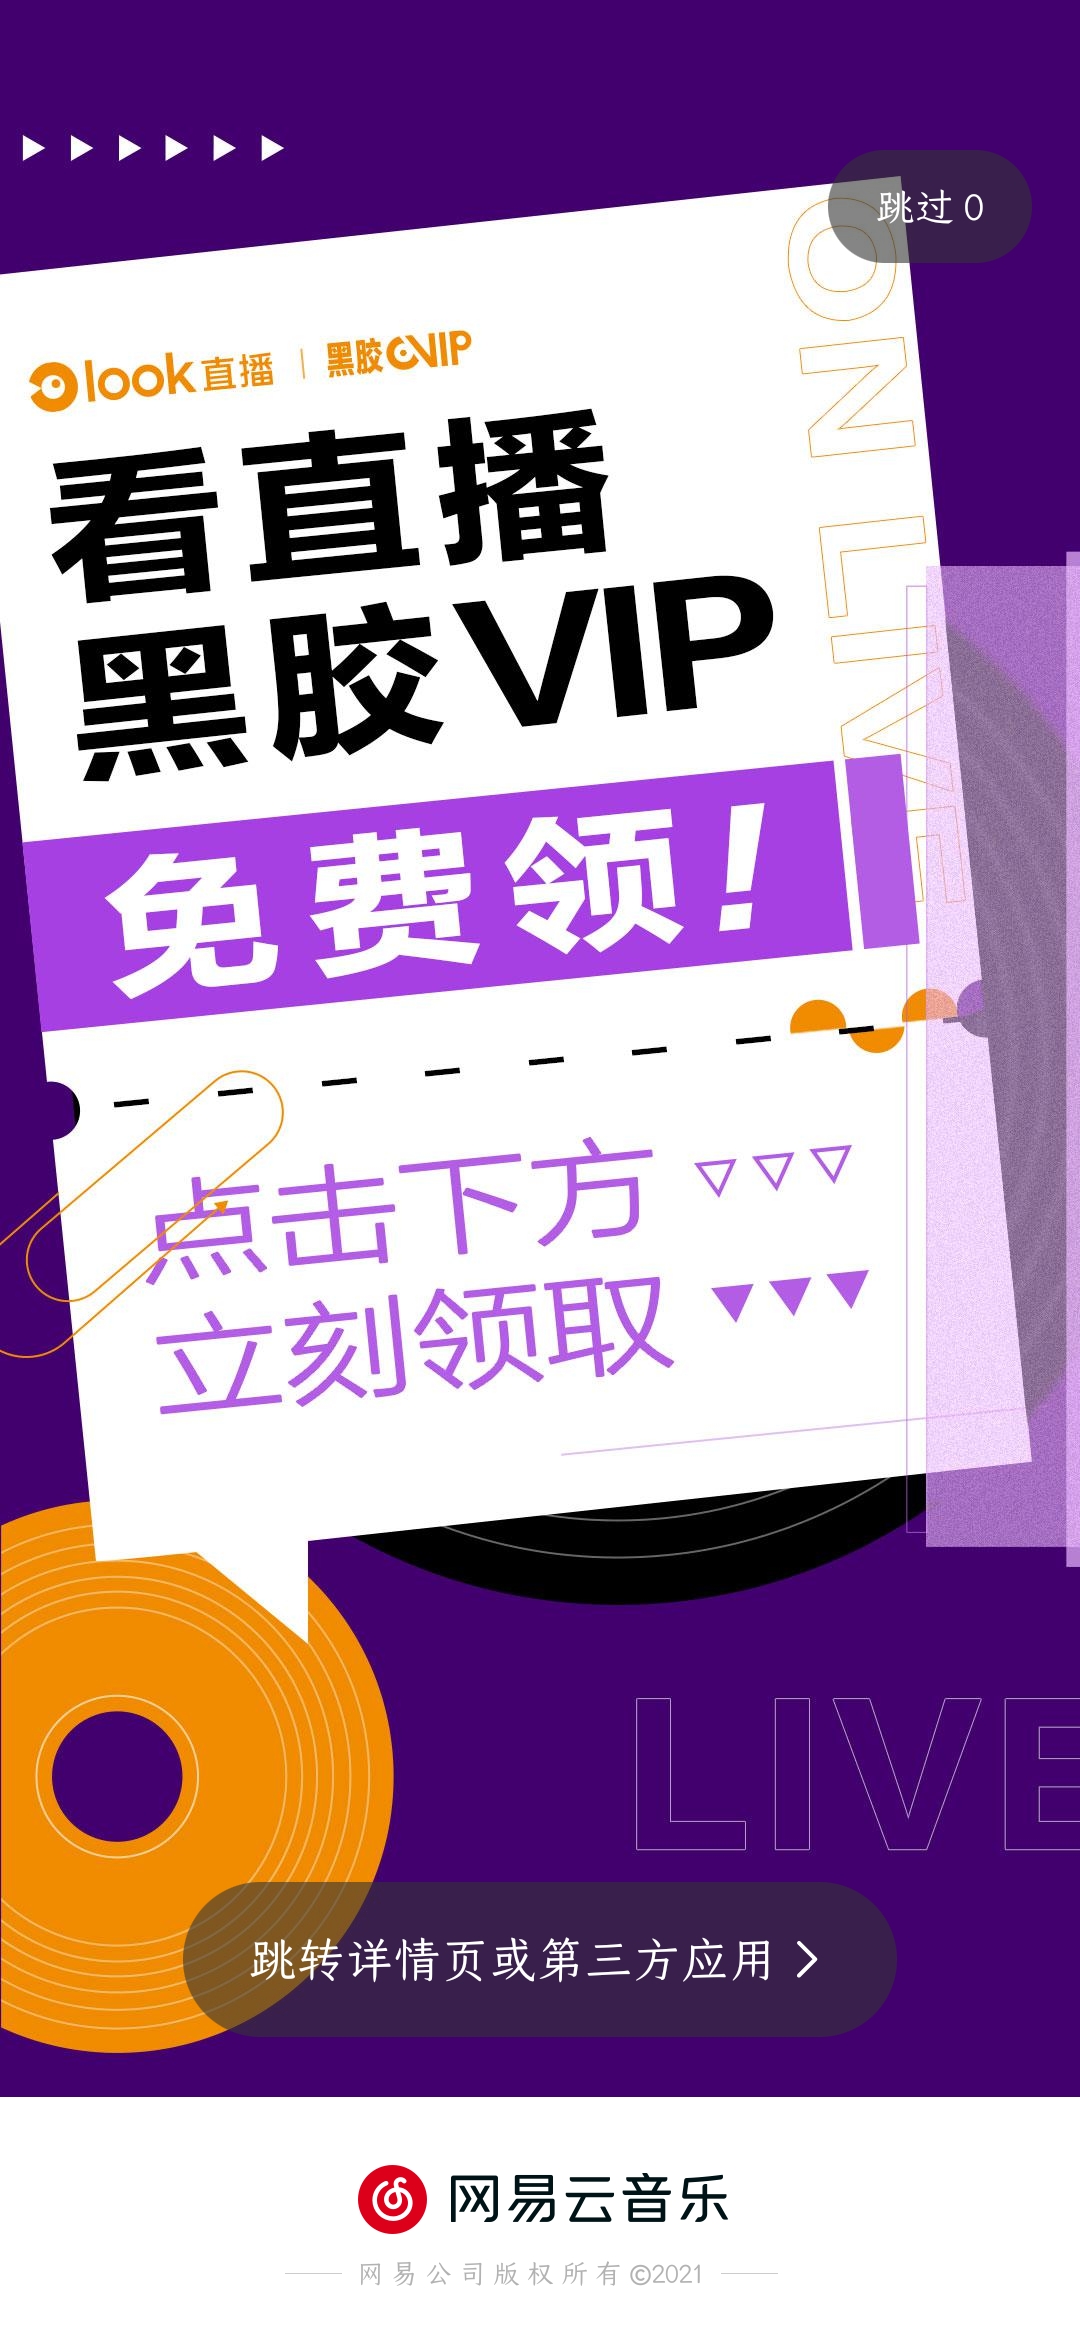 跳过 0
look直播 | 黑胶VIP
看直播
黑胶VIP
免费领!
ON LIVE
点击下方
立刻领取
LIVE
跳转详情页或第三方应用 >
网易云音乐
网易公司版权所有©2021